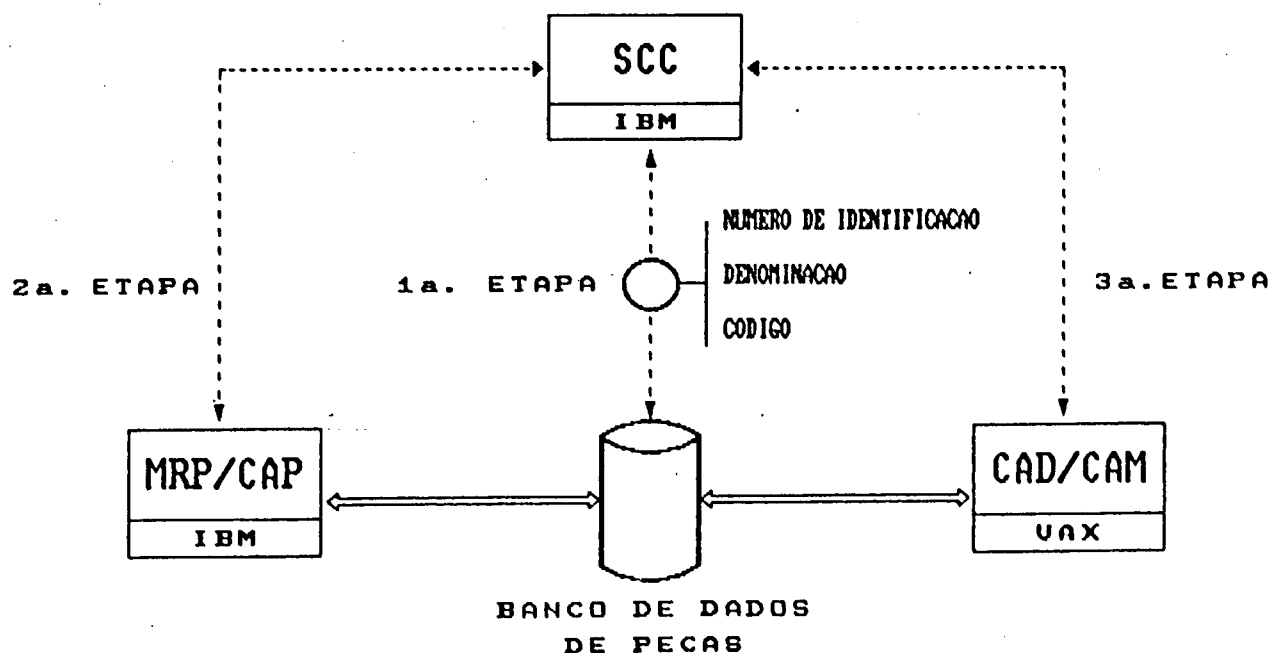 SCC
IBM
NUMERO DE IDENTIFICACAO
2a. ETAPA
1a. ETAPA
DENOMINACAO
3a. ETAPA
CODIGO
MRP/CAP
IBM
CAD/CAM
VAX
BANCO DE DADOS
DE PECAS